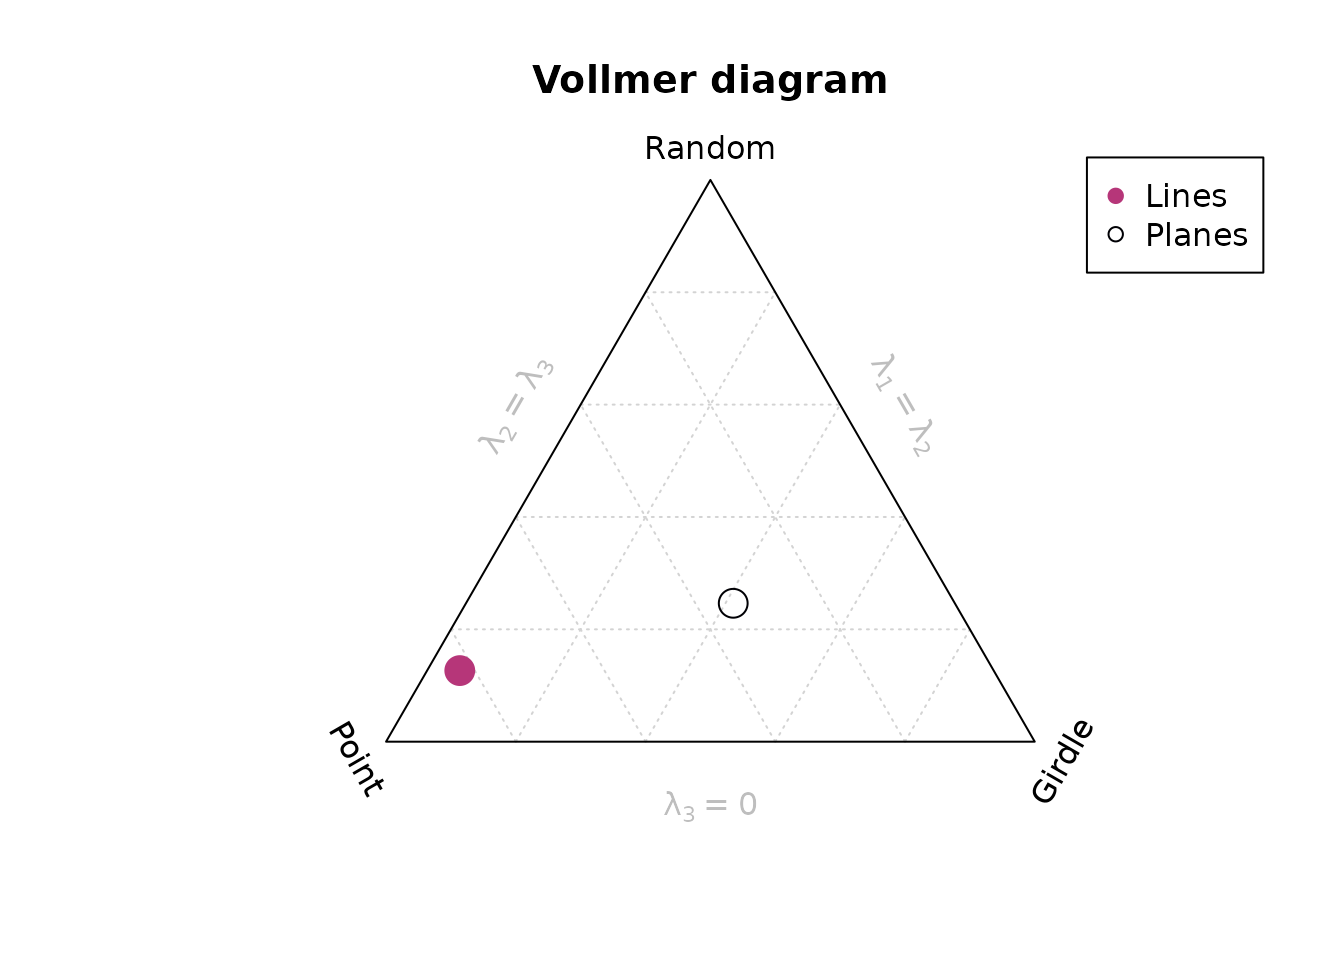 Vollmer diagram
Random
Lines
Planes
λ₂ = λ₃
λ₁ = λ₂
Point
Girdle
λ₃ = 0